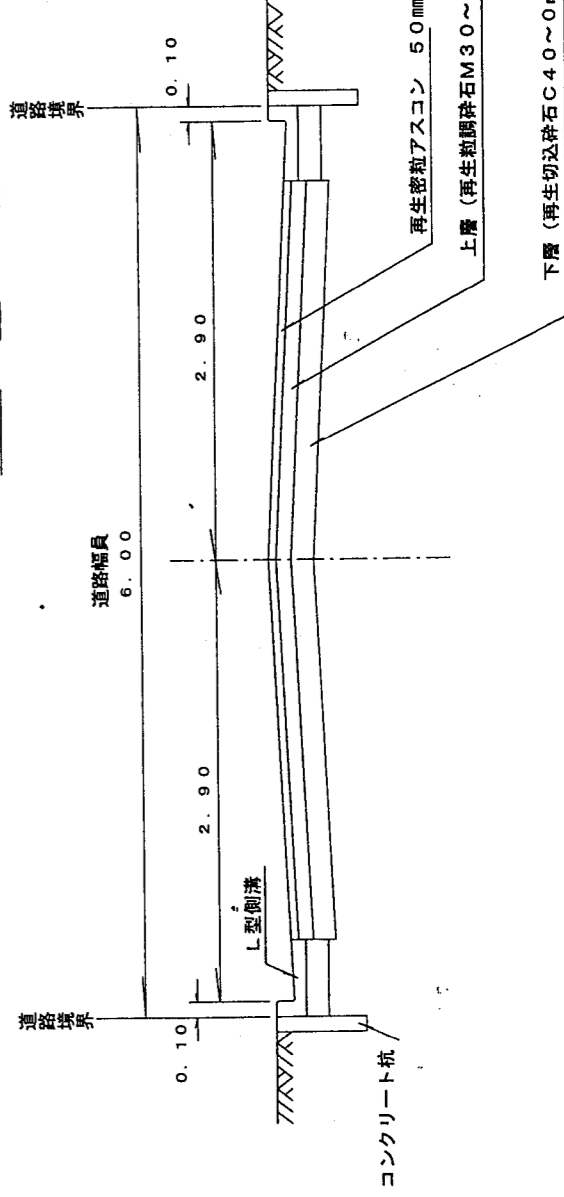 道路境界
0.10
2.90
道路幅員
6.00
2.90
道路境界
0.10
L型側溝
コンクリート杭
再生密粒アスコン 50mm
上層(再生粒調砕石M30～
下層(再生切込砕石C40～0m